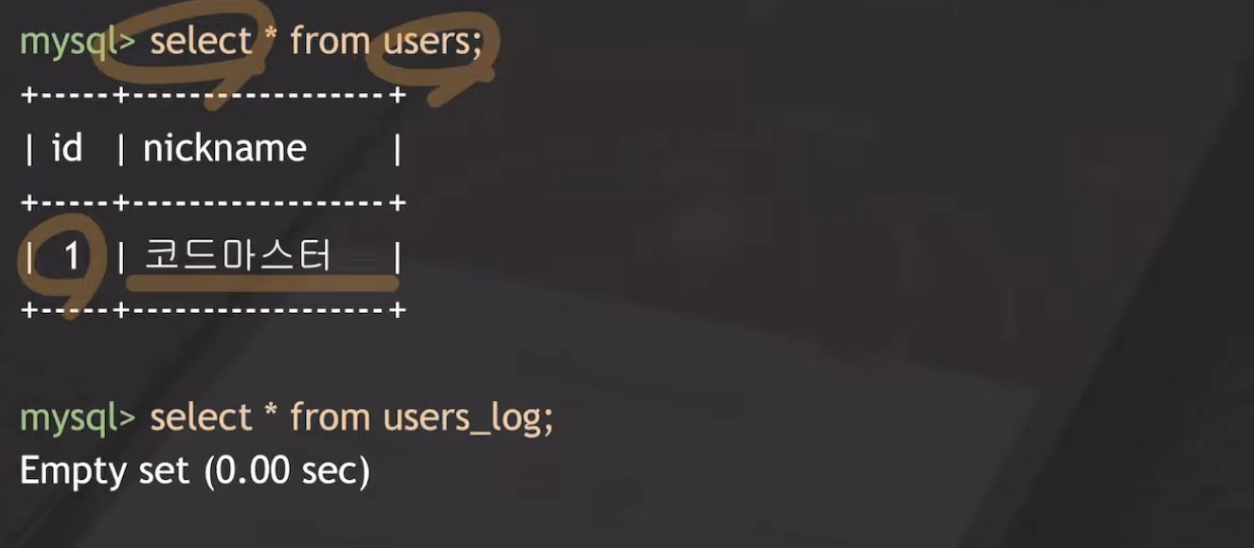 mysql> select * from users;
+-----+------------------+
| id | nickname |
+-----+------------------+
| 1 | 코드마스터 |
+-----+------------------+
mysql> select * from users_log;
Empty set (0.00 sec)